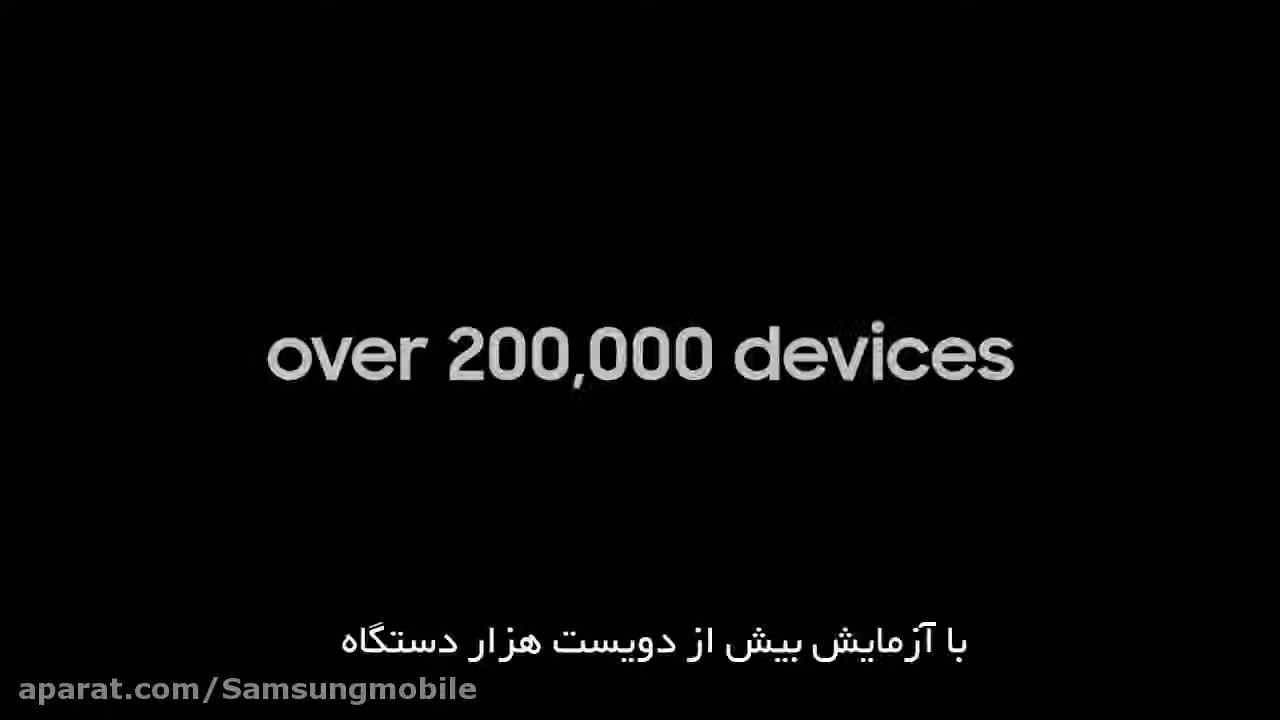 over 200,000 devices
با آزمایش بیش از دویست هزار دستگاه
aparat.com/Samsungmobile